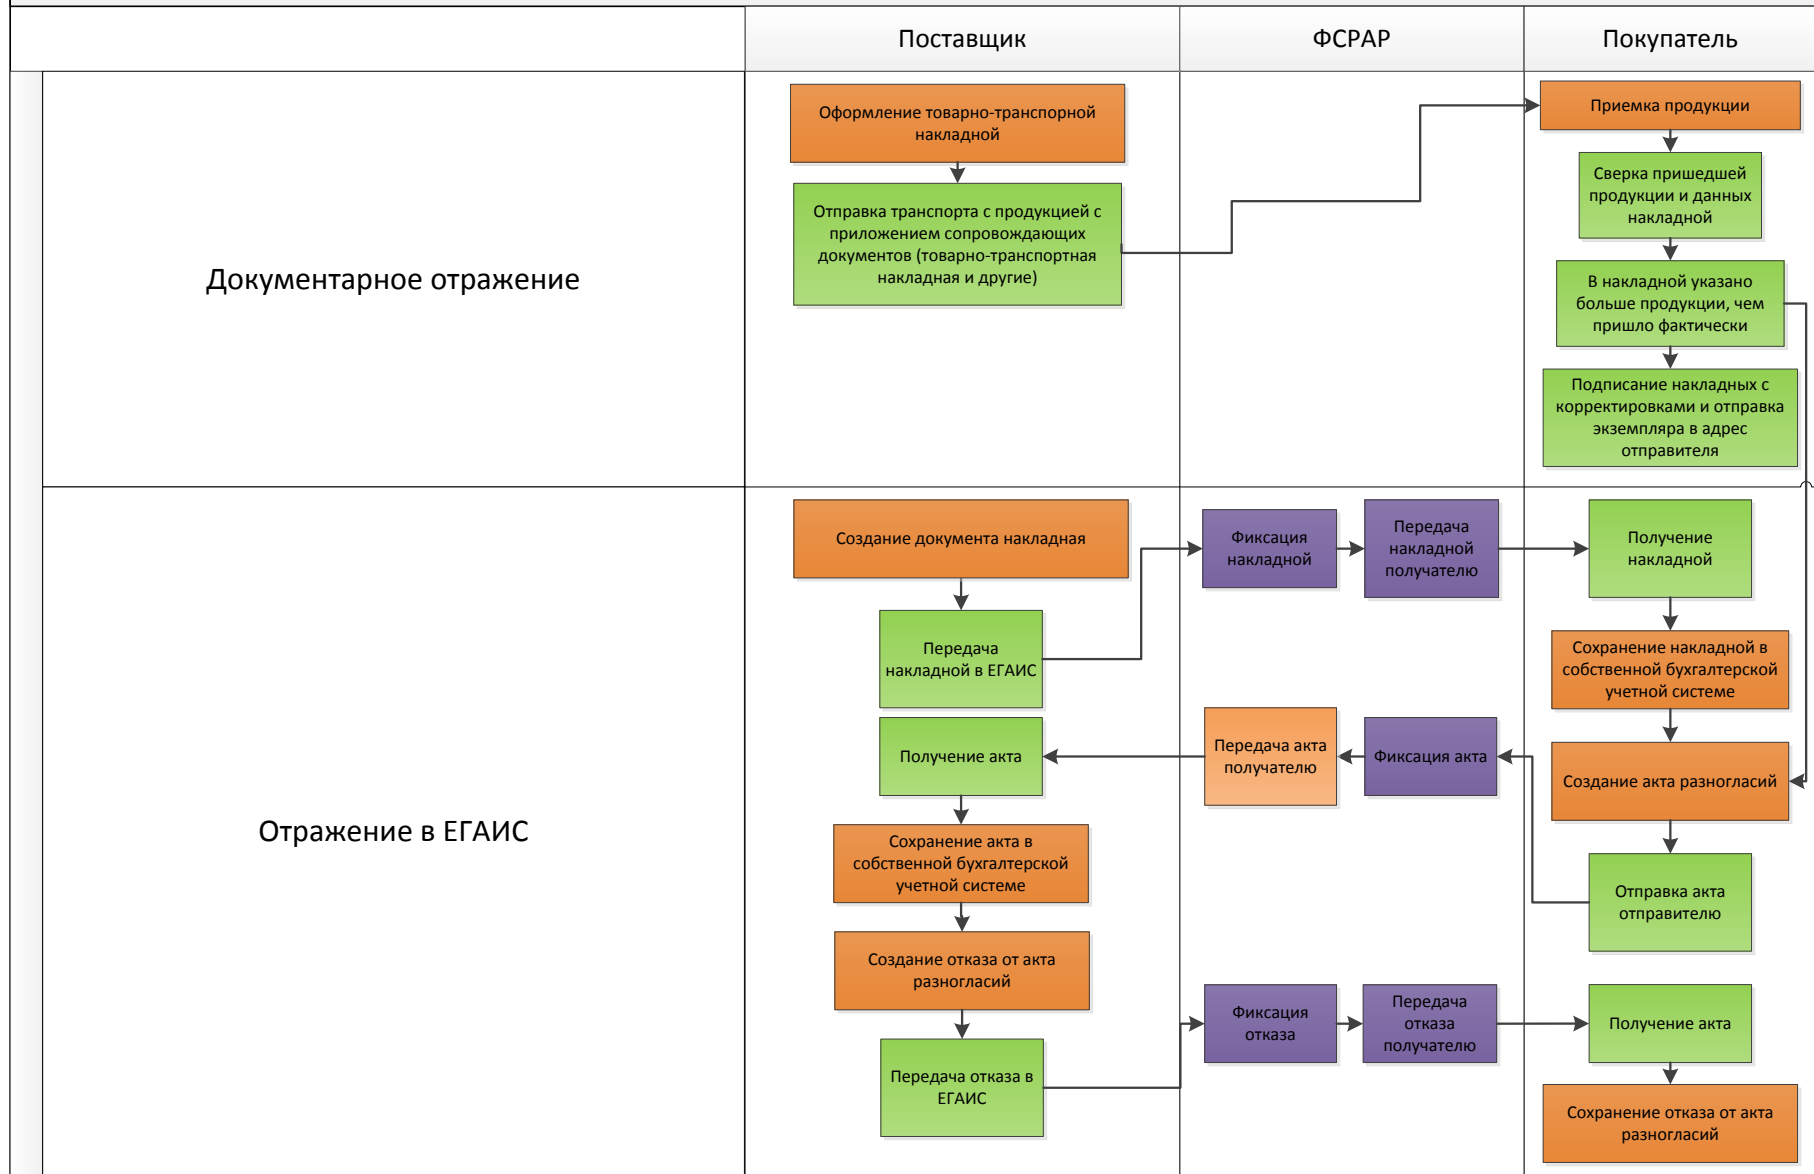 Поставщик
ФСРАР
Покупатель
Документарное отражение
Оформление товарно-транспорной
накладной
Отправка транспорта с продукцией с
приложением сопровождающих
документов (товарно-транспортная
накладная и другие)
Приемка продукции
Сверка пришедшей
продукции и данных
накладной
В накладной указано
больше продукции, чем
пришло фактически
Подписание накладных с
корректировками и отправка
экземпляра в адрес
отправителя
Отражение в ЕГАИС
Создание документа накладная
Передача
накладной в ЕГАИС
Фиксация
накладной
Передача
накладной
получателю
Получение
накладной
Сохранение накладной в
собственной бухгалтерской
учетной системе
Создание акта разногласий
Отправка акта
отправителю
Фиксация акта
Передача акта
получателю
Получение акта
Сохранение акта в
собственной бухгалтерской
учетной системе
Создание отказа от акта
разногласий
Передача отказа в
ЕГАИС
Фиксация
отказа
Передача
отказа
получателю
Получение акта
Сохранение отказа от акта
разногласий